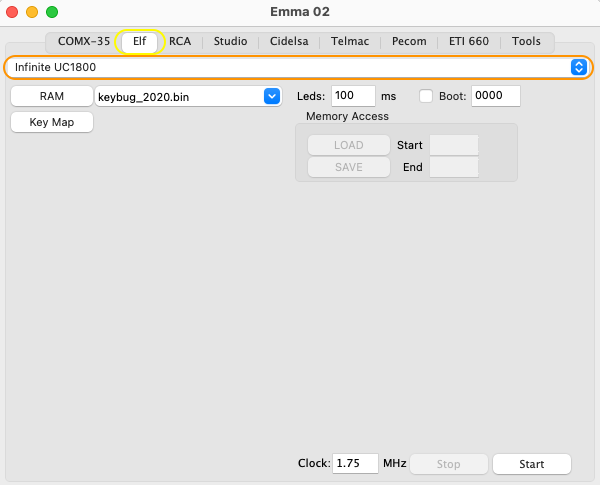 Emma 02
COMX-35 Elf RCA Studio Cidelsa Telmac Pecom ETI 660 Tools
Infinite UC1800
RAM keybug_2020.bin Leds: 100 ms Boot: 0000
Key Map Memory Access
LOAD Start
SAVE End
Clock: 1.75 MHz Stop Start